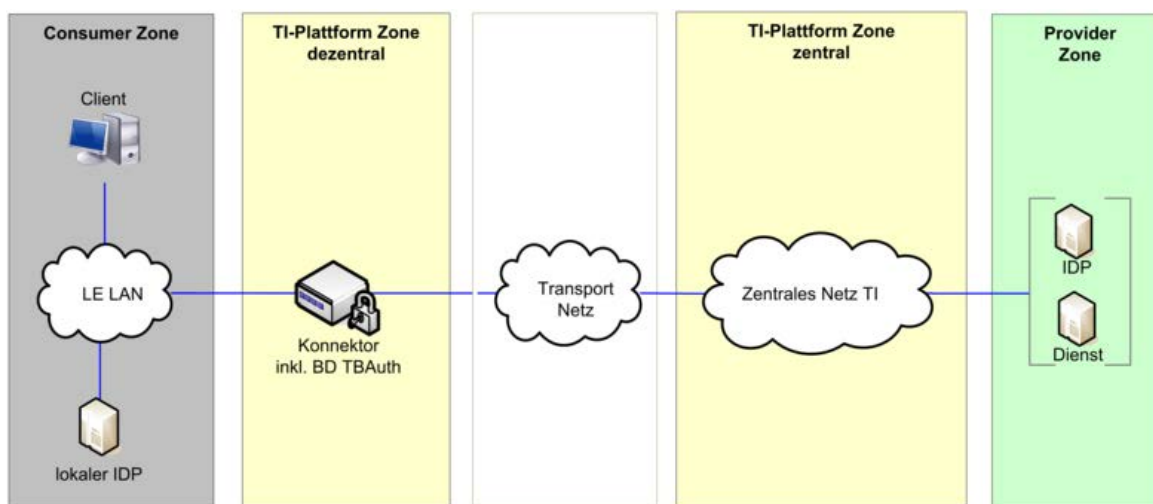 Consumer Zone
Client
LE LAN
lokaler IDP
TI-Plattform Zone
dezentral
Konnektor
inkl. BD TBAuth
Transport
Netz
TI-Plattform Zone
zentral
Zentrales Netz TI
Provider
Zone
IDP
Dienst